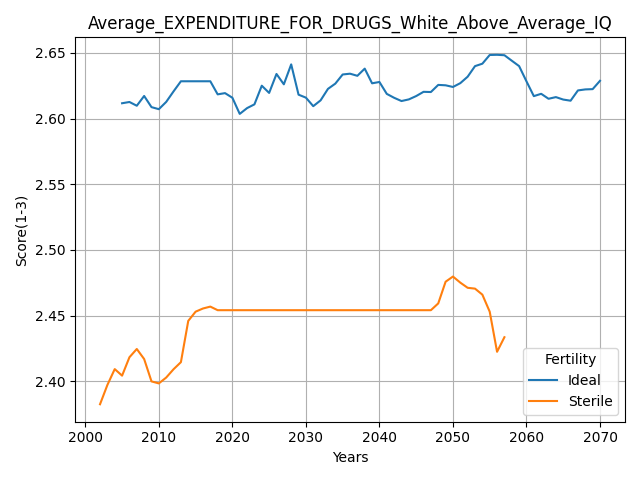 Average_EXPENDITURE_FOR_DRUGS_White_Above_Average_IQ
Score(1-3)
2.65
2.60
2.55
2.50
2.45
2.40
Fertility
Ideal
Sterile
2000 2010 2020 2030 2040 2050 2060 2070
Years